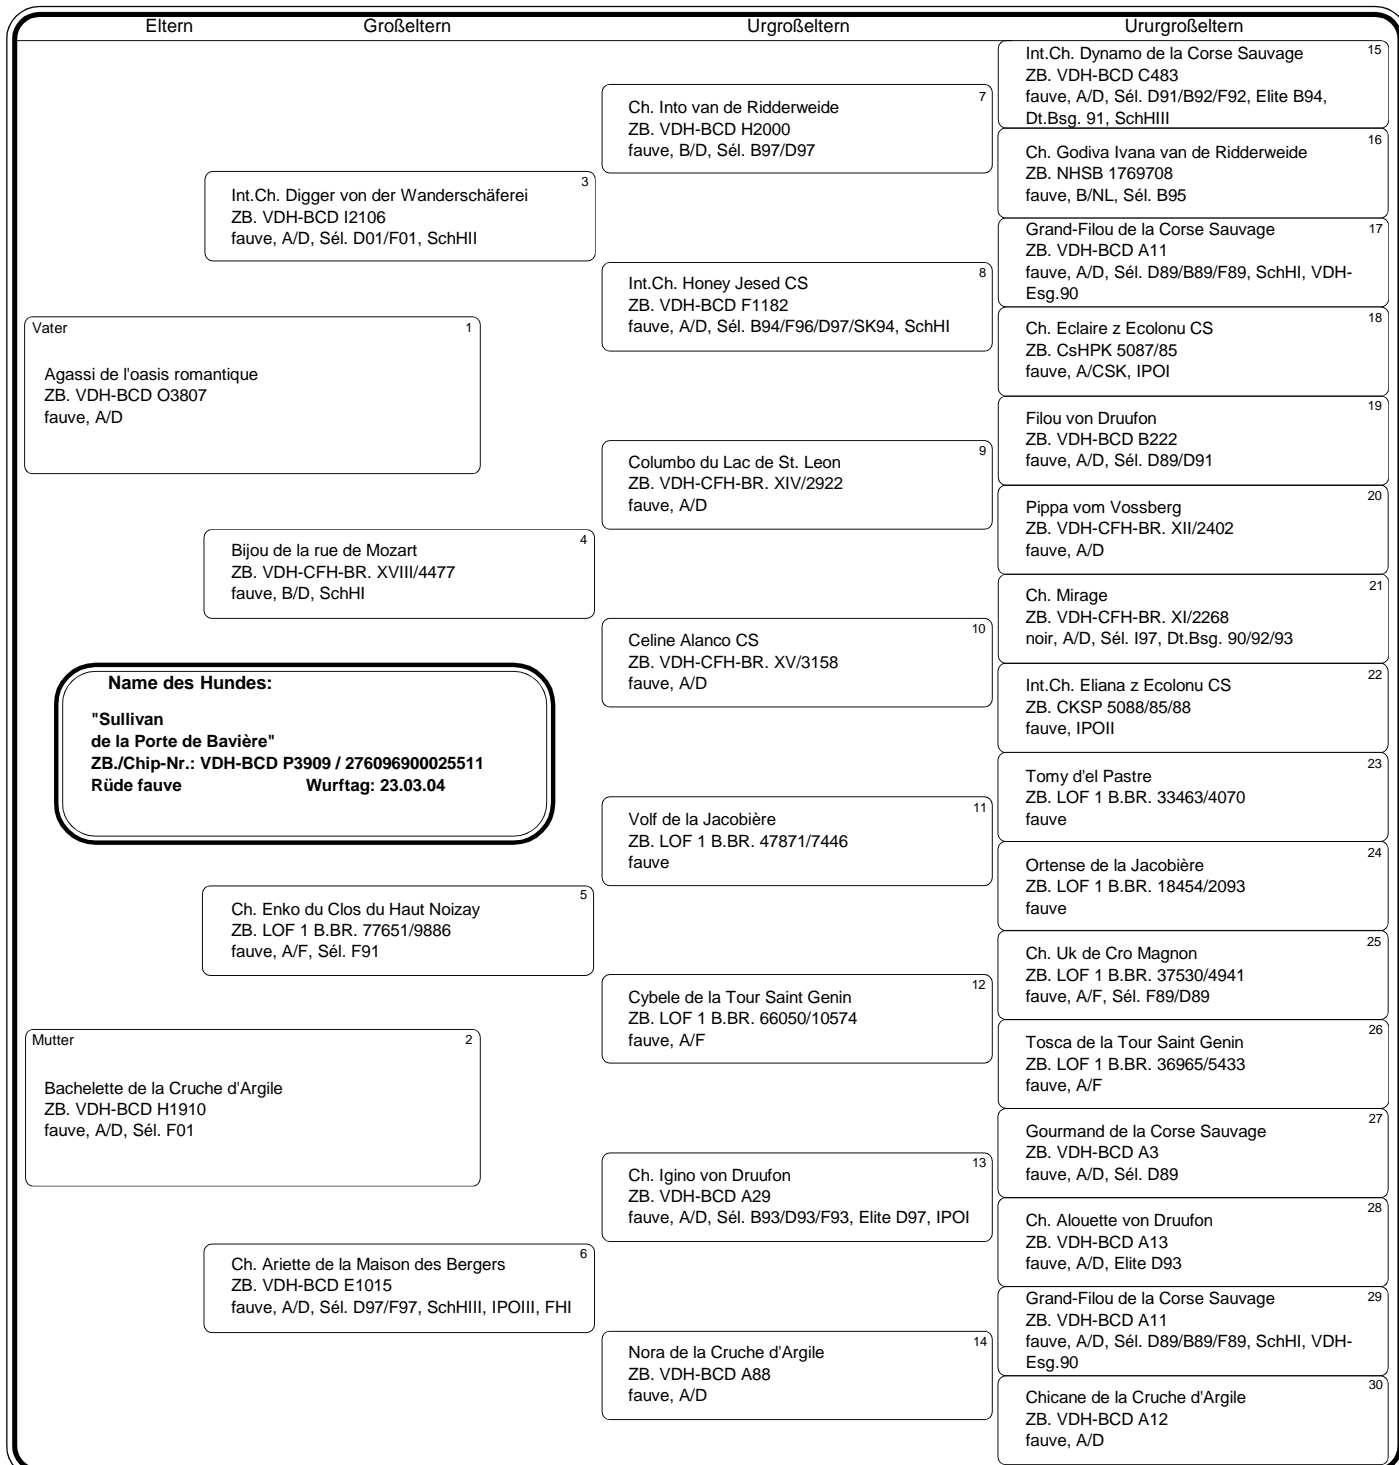 Eltern Großeltern Urgroßeltern Ururgroßeltern
Vater 1
Agassi de l'oasis romantique
ZB. VDH-BCD O3807
fauve, A/D
Mutter 2
Bachelette de la Cruche d'Argile
ZB. VDH-BCD H1910
fauve, A/D, Sél. F01
Name des Hundes:
"Sullivan
de la Porte de Bavière"
ZB./Chip-Nr.: VDH-BCD P3909 / 276096900025511
Rüde fauve Wurftag: 23.03.04
3
Int.Ch. Digger von der Wanderschäferei
ZB. VDH-BCD I2106
fauve, A/D, Sél. D01/F01, SchHII
4
Bijou de la rue de Mozart
ZB. VDH-CFH-BR. XVIII/4477
fauve, B/D, SchHI
5
Ch. Enko du Clos du Haut Noizay
ZB. LOF 1 B.BR. 77651/9886
fauve, A/F, Sél. F91
6
Ch. Ariette de la Maison des Bergers
ZB. VDH-BCD E1015
fauve, A/D, Sél. D97/F97, SchHIII, IPOIII, FHI
7
Ch. Into van de Ridderweide
ZB. VDH-BCD H2000
fauve, B/D, Sél. B97/D97
8
Int.Ch. Honey Jesed CS
ZB. VDH-BCD F1182
fauve, A/D, Sél. B94/F96/D97/SK94, SchHI
9
Columbo du Lac de St. Leon
ZB. VDH-CFH-BR. XIV/2922
fauve, A/D
10
Celine Alanco CS
ZB. VDH-CFH-BR. XV/3158
fauve, A/D
11
Volf de la Jacobière
ZB. LOF 1 B.BR. 47871/7446
fauve
12
Cybele de la Tour Saint Genin
ZB. LOF 1 B.BR. 66050/10574
fauve, A/F
13
Ch. Igino von Druufon
ZB. VDH-BCD A29
fauve, A/D, Sél. B93/D93/F93, Elite D97, IPOI
14
Nora de la Cruche d'Argile
ZB. VDH-BCD A88
fauve, A/D
15
Int.Ch. Dynamo de la Corse Sauvage
ZB. VDH-BCD C483
fauve, A/D, Sél. D91/B92/F92, Elite B94,
Dt.Bsg. 91, SchHIII
16
Ch. Godiva Ivana van de Ridderweide
ZB. NHSB 1769708
fauve, B/NL, Sél. B95
17
Grand-Filou de la Corse Sauvage
ZB. VDH-BCD A11
fauve, A/D, Sél. D89/B89/F89, SchHI, VDH-
Esg.90
18
Ch. Eclaire z Ecolonu CS
ZB. CsHPK 5087/85
fauve, A/CSK, IPOI
19
Filou von Druufon
ZB. VDH-BCD B222
fauve, A/D, Sél. D89/D91
20
Pippa vom Vossberg
ZB. VDH-CFH-BR. XII/2402
fauve, A/D
21
Ch. Mirage
ZB. VDH-CFH-BR. XI/2268
noir, A/D, Sél. I97, Dt.Bsg. 90/92/93
22
Int.Ch. Eliana z Ecolonu CS
ZB. CKSP 5088/85/88
fauve, IPOII
23
Tomy d'el Pastre
ZB. LOF 1 B.BR. 33463/4070
fauve
24
Ortense de la Jacobière
ZB. LOF 1 B.BR. 18454/2093
fauve
25
Ch. Uk de Cro Magnon
ZB. LOF 1 B.BR. 37530/4941
fauve, A/F, Sél. F89/D89
26
Tosca de la Tour Saint Genin
ZB. LOF 1 B.BR. 36965/5433
fauve, A/F
27
Gourmand de la Corse Sauvage
ZB. VDH-BCD A3
fauve, A/D, Sél. D89
28
Ch. Alouette von Druufon
ZB. VDH-BCD A13
fauve, A/D, Elite D93
29
Grand-Filou de la Corse Sauvage
ZB. VDH-BCD A11
fauve, A/D, Sél. D89/B89/F89, SchHI, VDH-
Esg.90
30
Chicane de la Cruche d'Argile
ZB. VDH-BCD A12
fauve, A/D